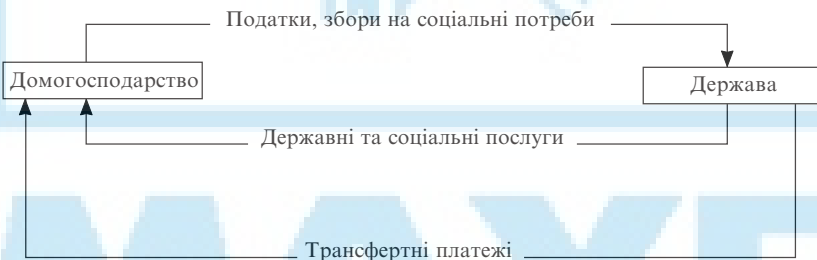 Податки, збори на соціальні потреби
Домогосподарство
Держава
Державні та соціальні послуги
Трансфертні платежі